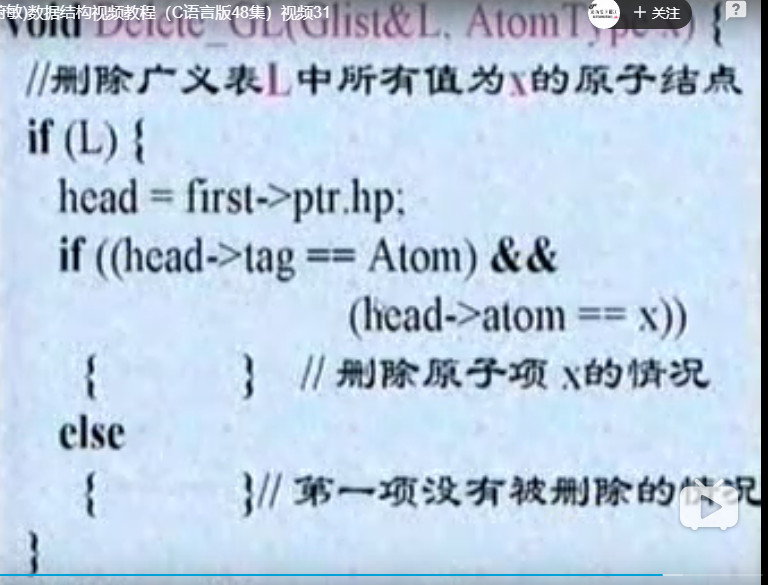 敏)数据结构视频教程（C语言版48集）视频31
关注
?
void Delete_GL(Glist&L, AtomType x) {
//删除广义表L中所有值为x的原子结点
if (L) {
head = first->ptr.hp;
if ((head->tag == Atom) &&
(head->atom == x))
{ } // 删除原子项 x的情况
else
{ }// 第一项没有被删除的情况
}